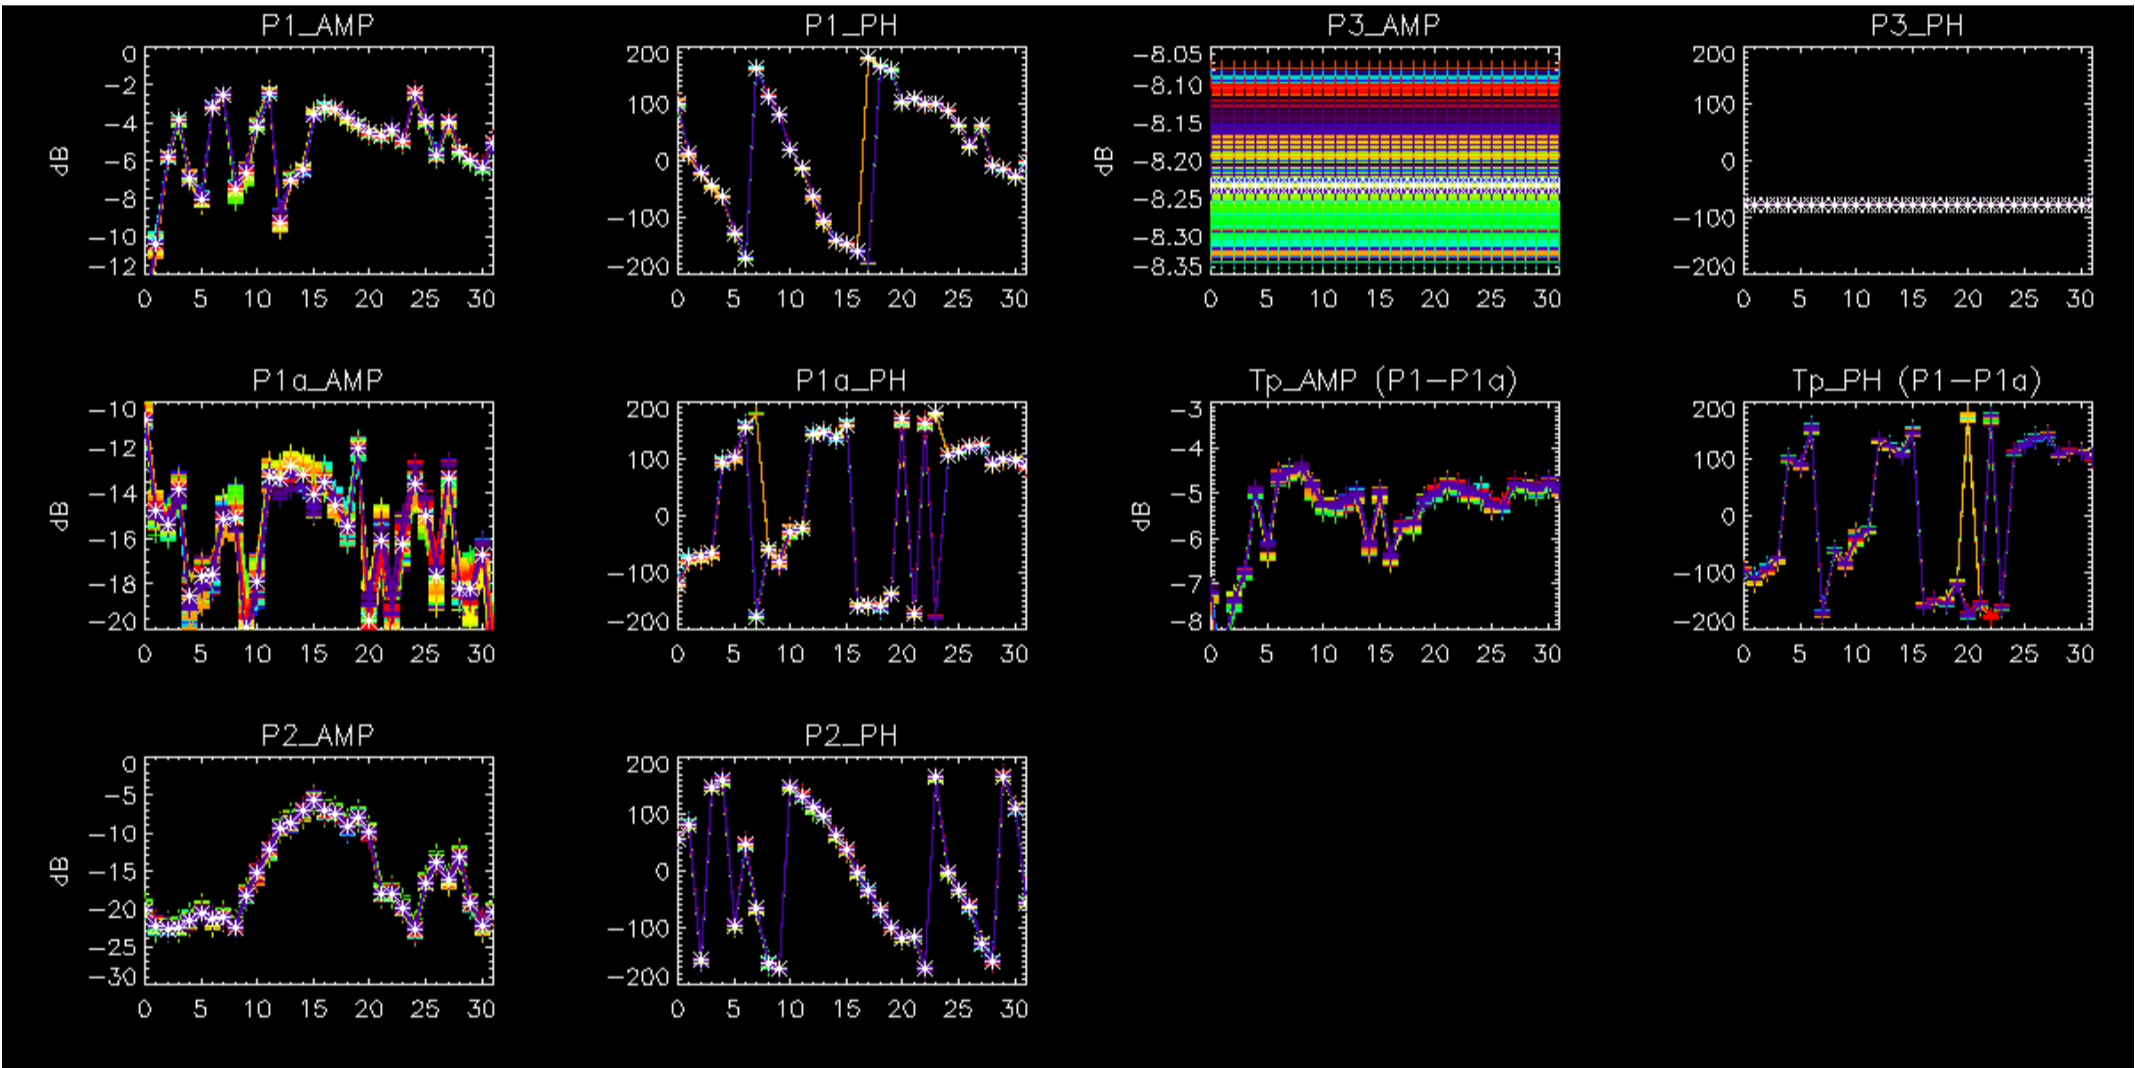 P1_AMP P1_PH P3_AMP P3_PH
0 200 -8.05 200
-2 100 -8.10 100
-4 0 -8.15 0
-6 -100 -8.20 -100
-8 -200 -8.25 -200
-10 -8.30
-12 -8.35
dB dB
0 5 10 15 20 25 30 0 5 10 15 20 25 30 0 5 10 15 20 25 30 0 5 10 15 20 25 30
P1a_AMP P1a_PH Tp_AMP (P1-P1a) Tp_PH (P1-P1a)
-10 200 -3 200
-12 100 -4 100
-14 0 -5 0
-16 -100 -6 -100
-18 -200 -7 -200
-20 -8
dB dB
0 5 10 15 20 25 30 0 5 10 15 20 25 30 0 5 10 15 20 25 30 0 5 10 15 20 25 30
P2_AMP P2_PH
0 200
-5 100
-10 0
-15 -100
-20 -200
-25
-30
dB
0 5 10 15 20 25 30 0 5 10 15 20 25 30